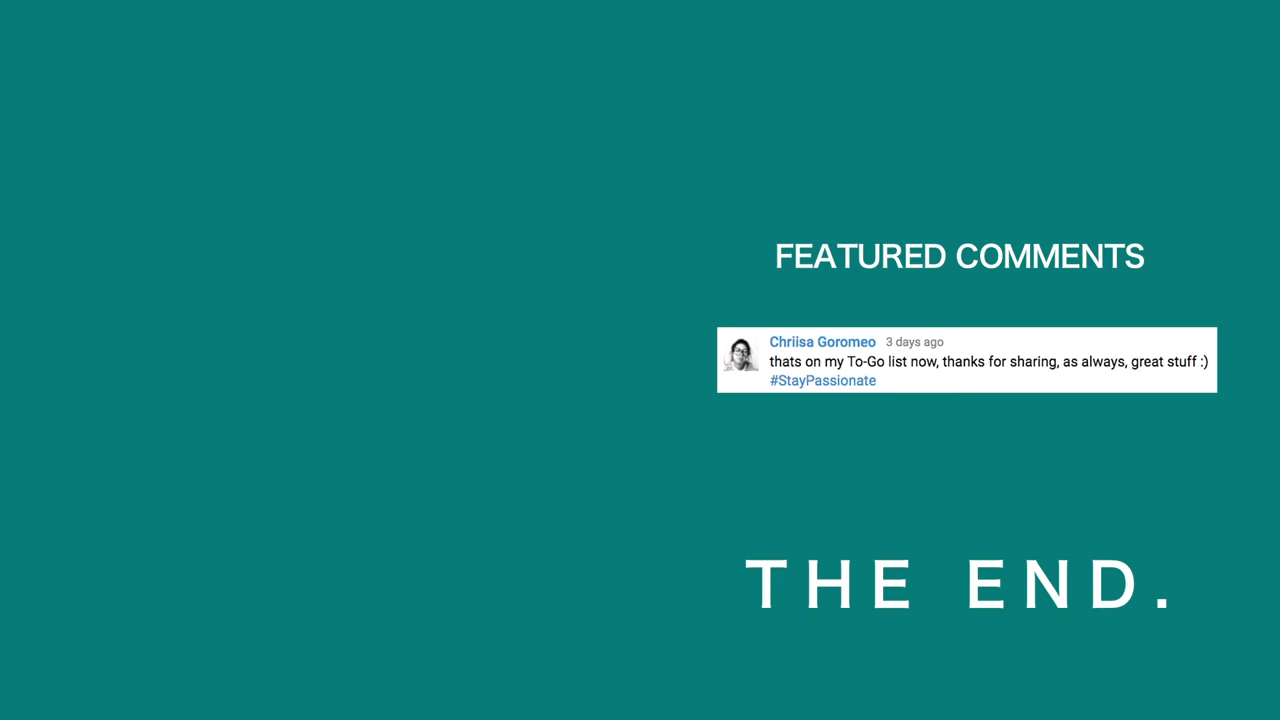 FEATURED COMMENTS
Chriisa Goromeo 3 days ago
thats on my To-Go list now, thanks for sharing, as always, great stuff :)
#StayPassionate
THE END.